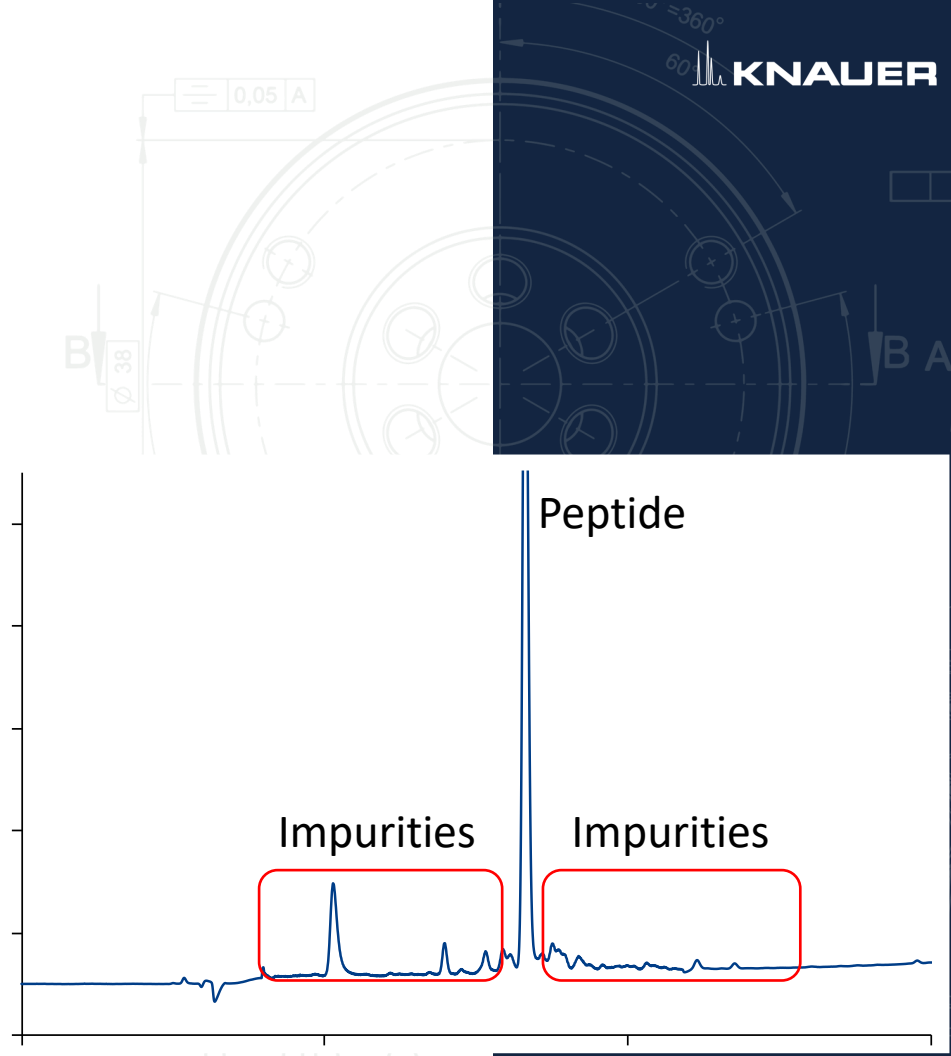 =360°
60°
KNAUER
0,05 A
B
B A
Ø 38
Peptide
Impurities Impurities